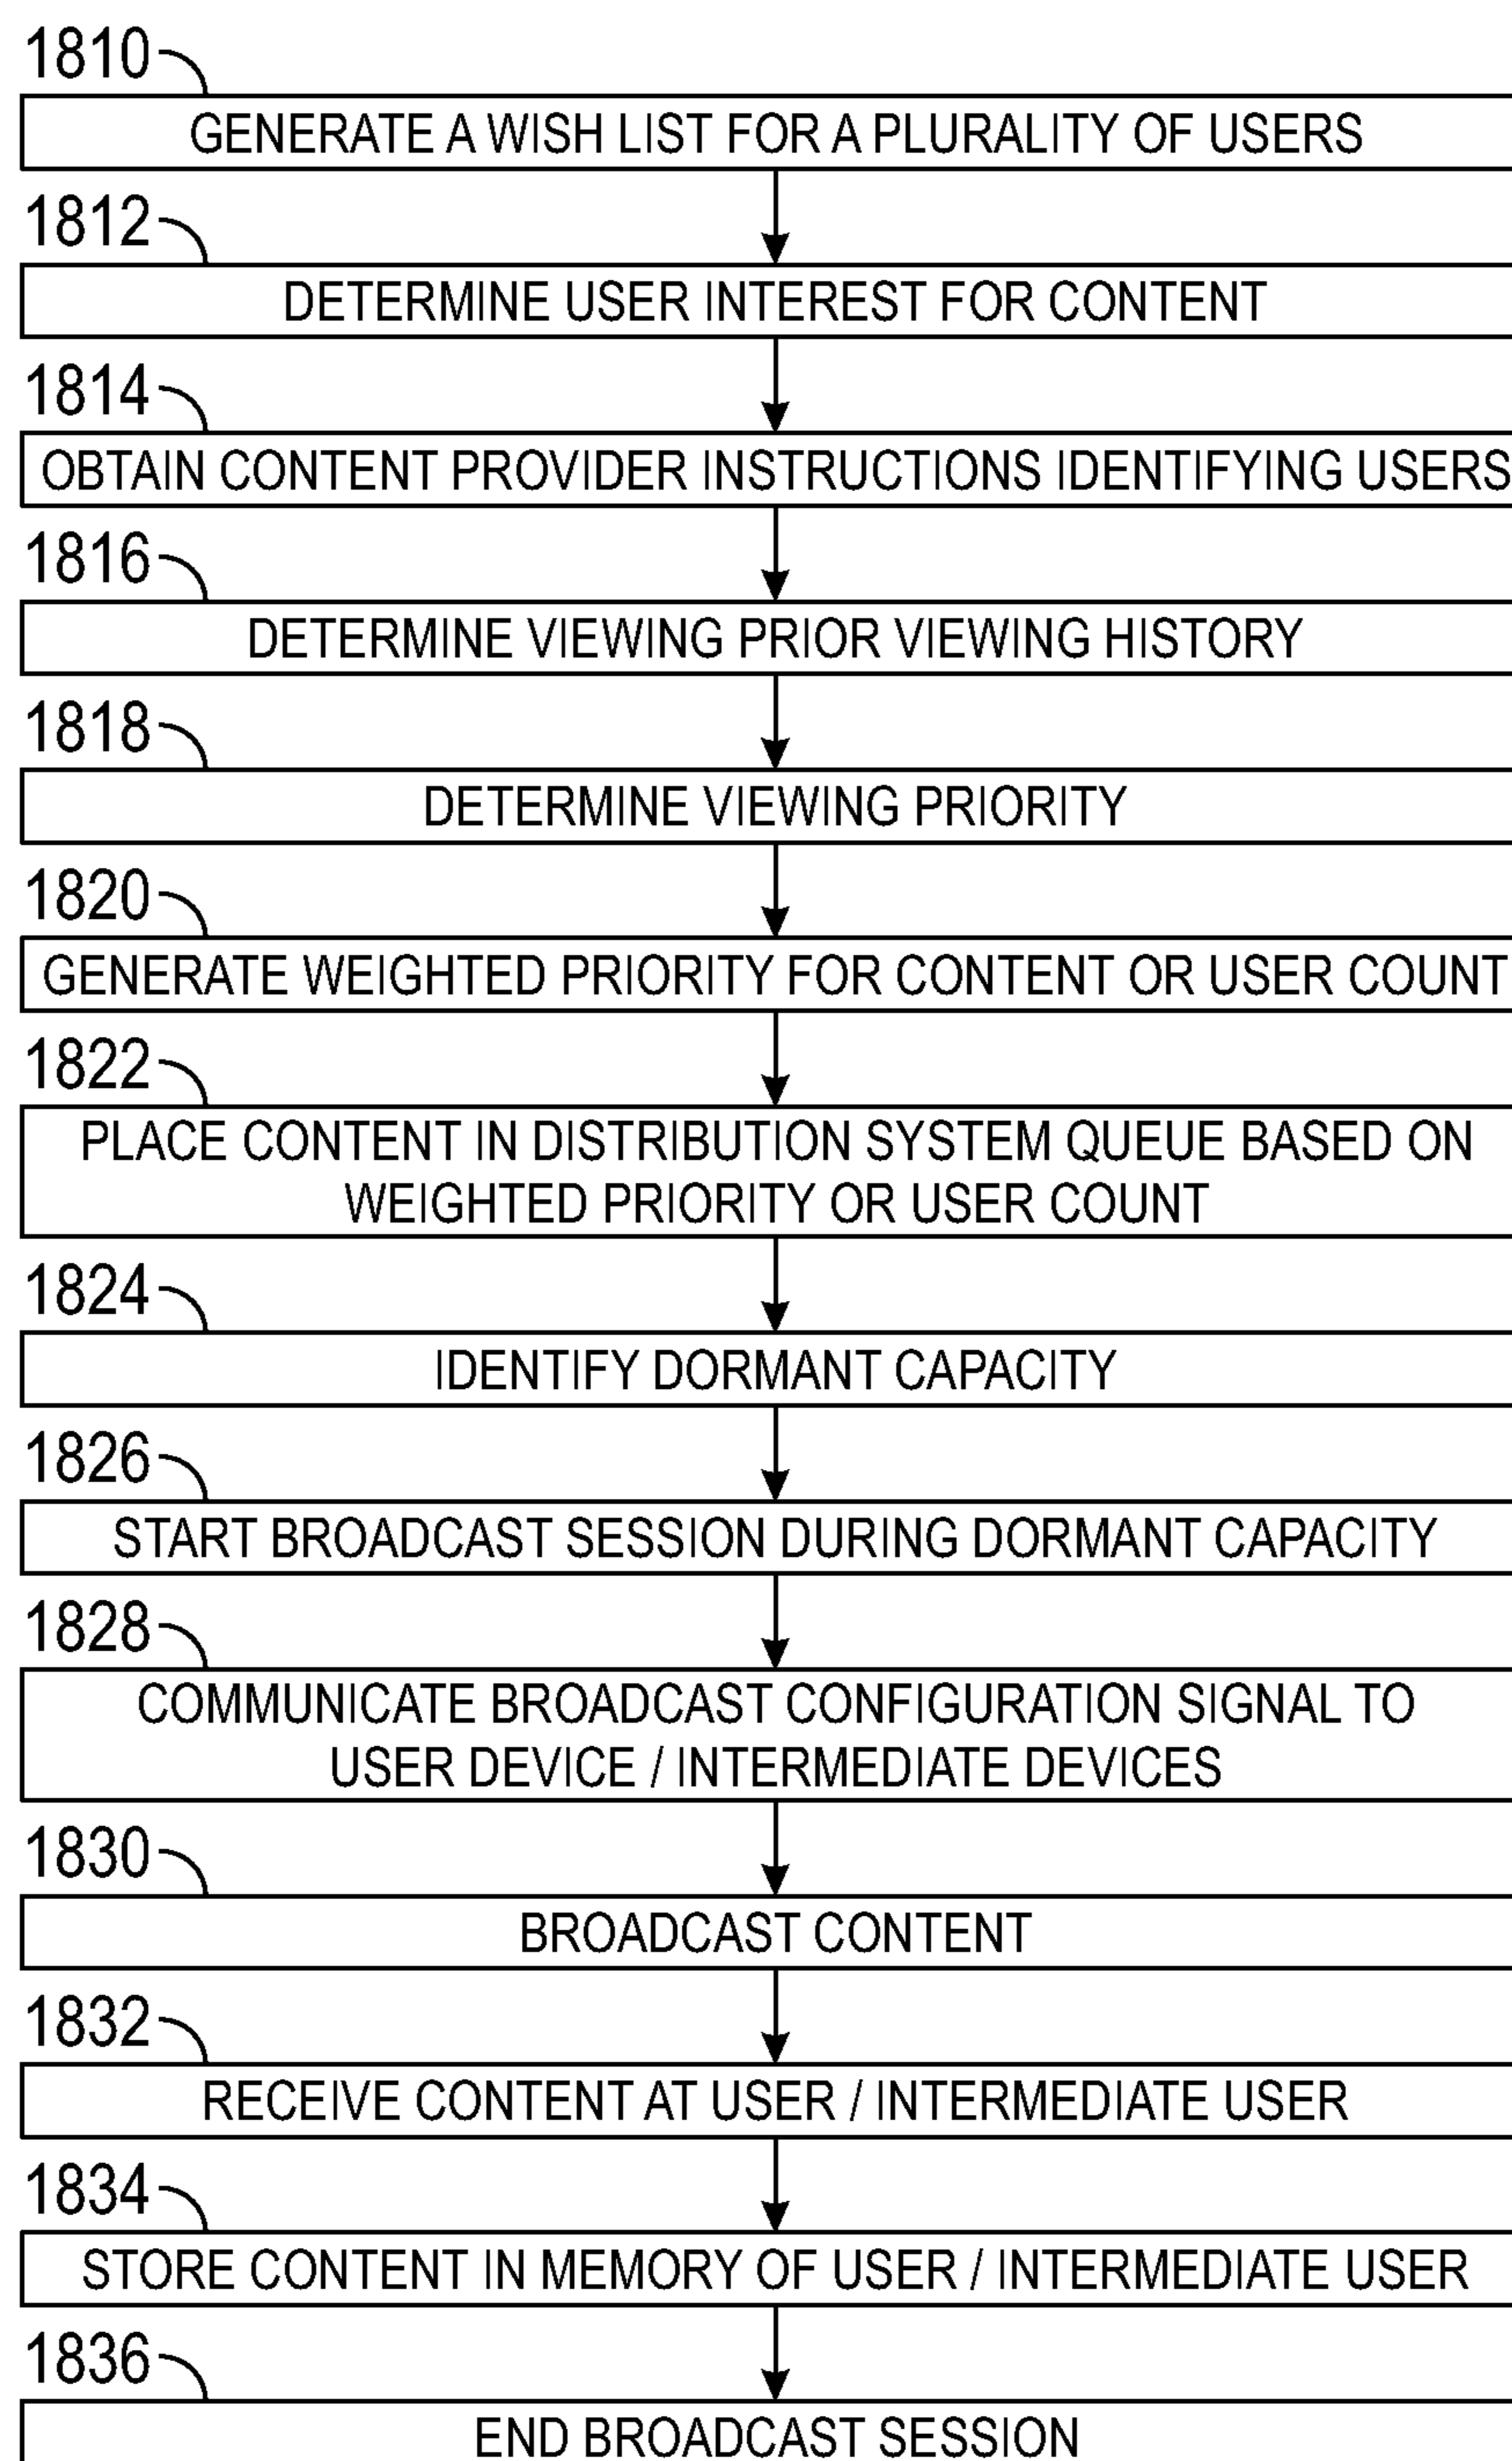 1810
GENERATE A WISH LIST FOR A PLURALITY OF USERS
1812
DETERMINE USER INTEREST FOR CONTENT
1814
OBTAIN CONTENT PROVIDER INSTRUCTIONS IDENTIFYING USERS
1816
DETERMINE VIEWING PRIOR VIEWING HISTORY
1818
DETERMINE VIEWING PRIORITY
1820
GENERATE WEIGHTED PRIORITY FOR CONTENT OR USER COUNT
1822
PLACE CONTENT IN DISTRIBUTION SYSTEM QUEUE BASED ON
WEIGHTED PRIORITY OR USER COUNT
1824
IDENTIFY DORMANT CAPACITY
1826
START BROADCAST SESSION DURING DORMANT CAPACITY
1828
COMMUNICATE BROADCAST CONFIGURATION SIGNAL TO
USER DEVICE / INTERMEDIATE DEVICES
1830
BROADCAST CONTENT
1832
RECEIVE CONTENT AT USER / INTERMEDIATE USER
1834
STORE CONTENT IN MEMORY OF USER / INTERMEDIATE USER
1836
END BROADCAST SESSION